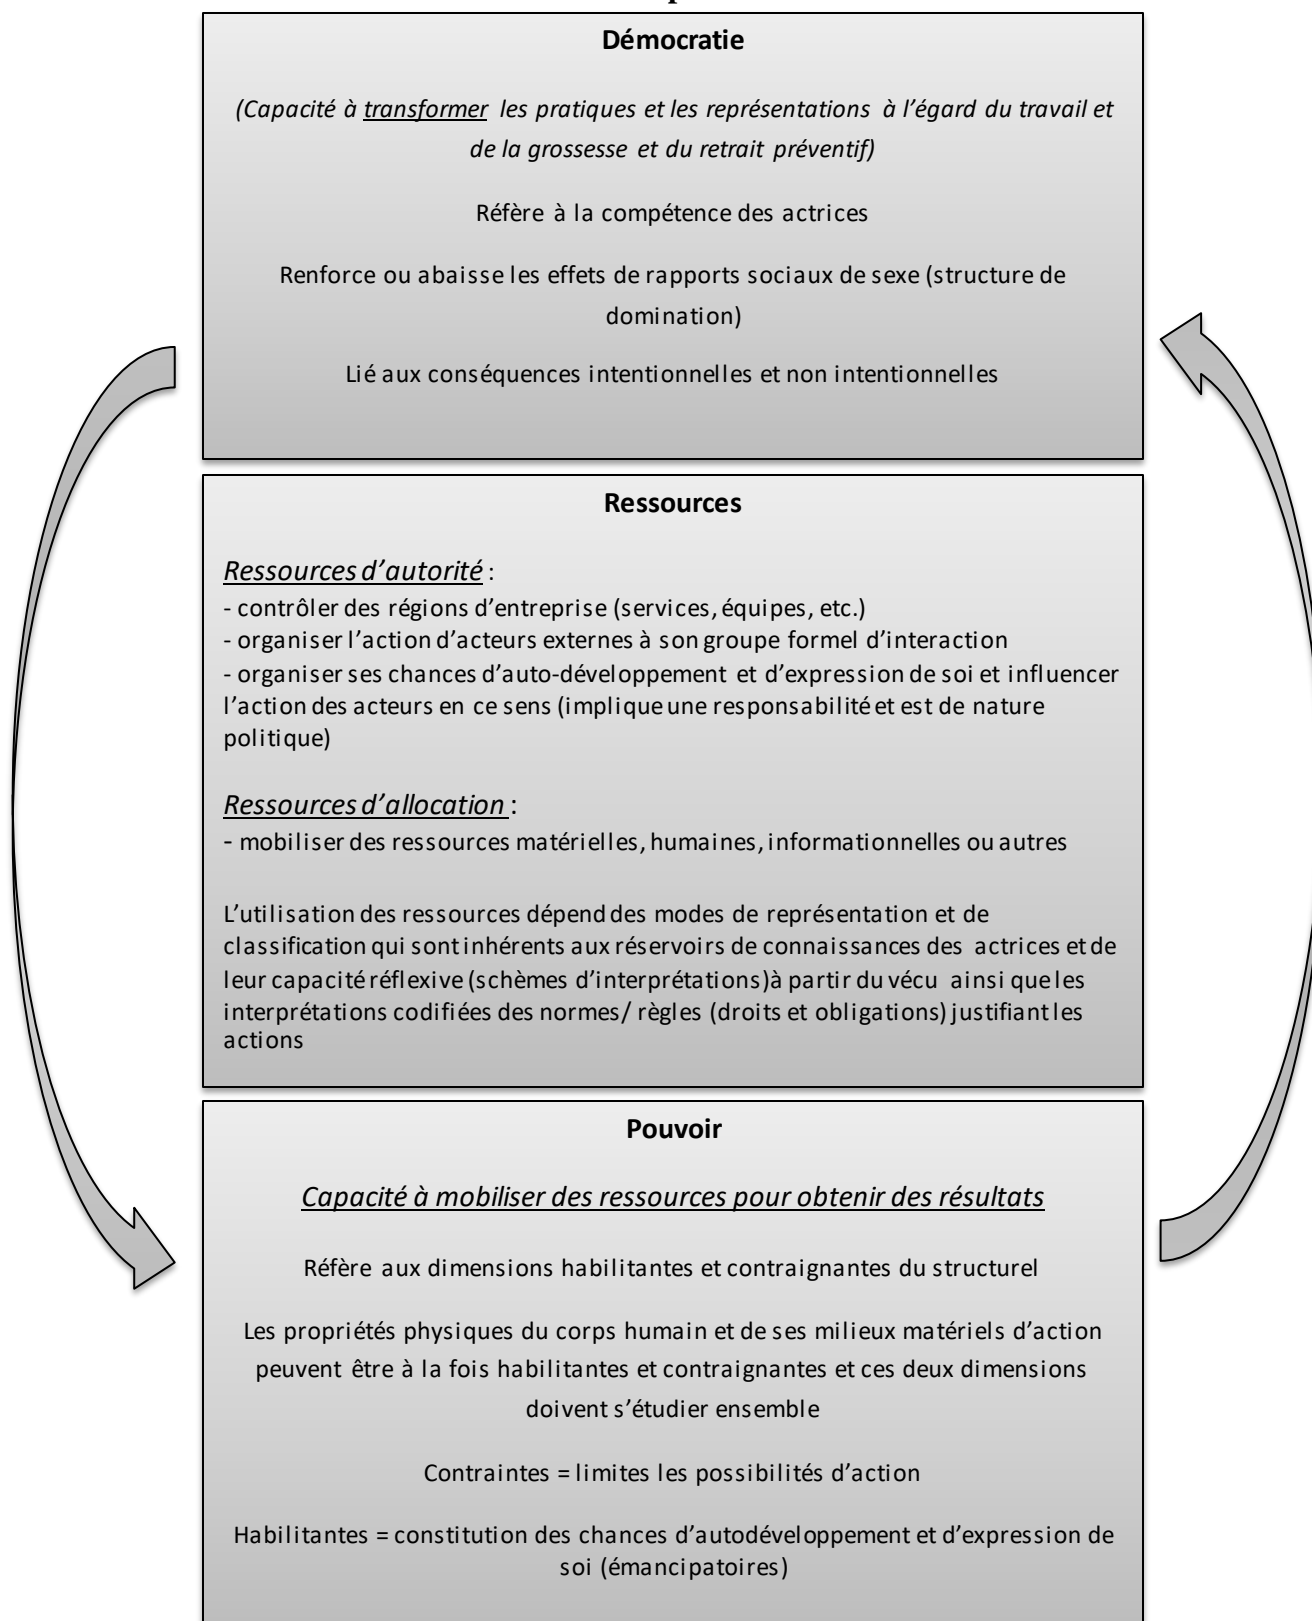 Démocratie
(Capacité à transformer les pratiques et les représentations à l'égard du travail et
de la grossesse et du retrait préventif)
Réfère à la compétence des actrices
Renforce ou abaisse les effets de rapports sociaux de sexe (structure de
domination)
Lié aux conséquences intentionnelles et non intentionnelles
Ressources
Ressources d'autorité :
- contrôler des régions d'entreprise (services, équipes, etc.)
- organiser l'action d'acteurs externes à son groupe formel d'interaction
- organiser ses chances d'auto-développement et d'expression de soi et influencer
l'action des acteurs en ce sens (implique une responsabilité et est de nature
politique)
Ressources d'allocation :
- mobiliser des ressources matérielles, humaines, informationnelles ou autres
L'utilisation des ressources dépend des modes de représentation et de
classification qui sont inhérents aux réservoirs de connaissances des actrices et de
leur capacité réflexive (schèmes d'interprétations)à partir du vécu ainsi que les
interprétations codifiées des normes/ règles (droits et obligations) justifiant les
actions
Pouvoir
Capacité à mobiliser des ressources pour obtenir des résultats
Réfère aux dimensions habilitantes et contraignantes du structurel
Les propriétés physiques du corps humain et de ses milieux matériels d'action
peuvent être à la fois habilitantes et contraignantes et ces deux dimensions
doivent s'étudier ensemble
Contraintes = limites les possibilités d'action
Habilitantes = constitution des chances d'autodéveloppement et d'expression de
soi (émancipatoires)